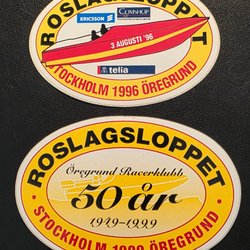 ROSLAGSLOPPET
ERICSSON
COMSHOP
3 AUGUSTI '96
telia
STOCKHOLM 1996 ÖREGRUND
ROSLAGSLOPPET
Öregrund Racerklubb
50 år
1949-1999
STOCKHOLM 1999 ÖREGRUND